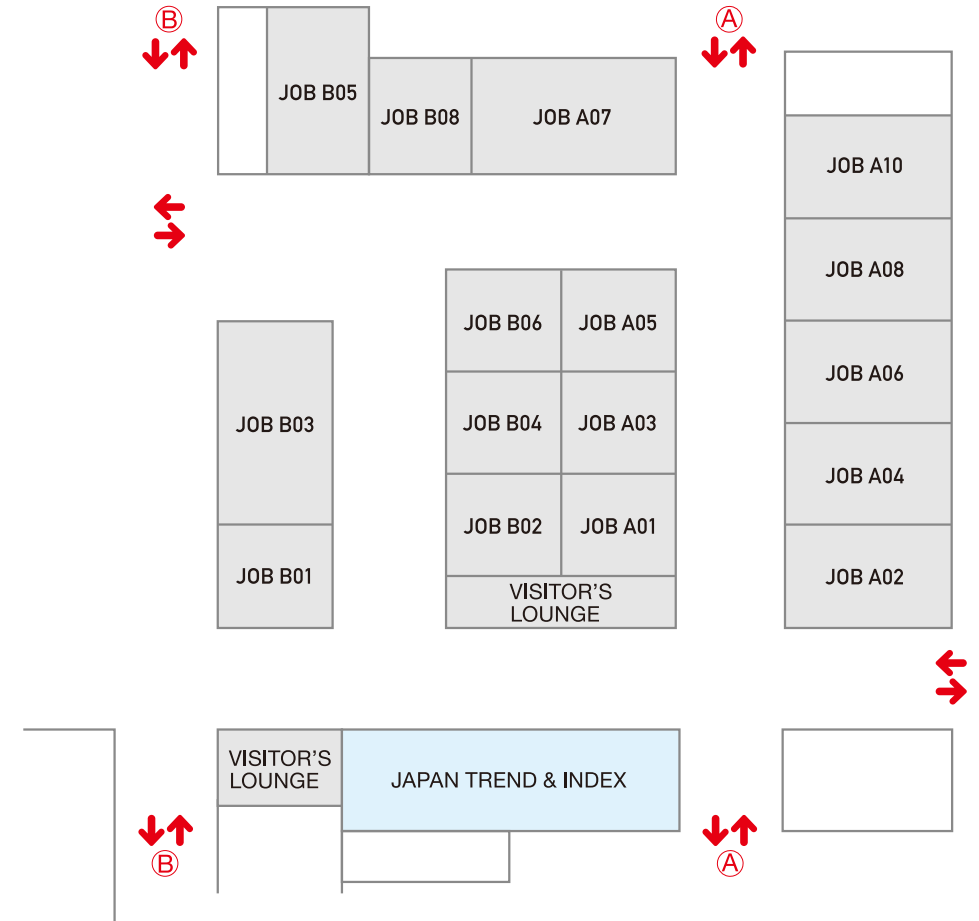 Ⓑ
Ⓐ
JOB B05
JOB B08
JOB A07
JOB A10
JOB A08
JOB B06
JOB A05
JOB A06
JOB B03
JOB B04
JOB A03
JOB A04
JOB B02
JOB A01
JOB B01
JOB A02
VISITOR'S
LOUNGE
VISITOR'S
LOUNGE
JAPAN TREND & INDEX
Ⓑ
Ⓐ